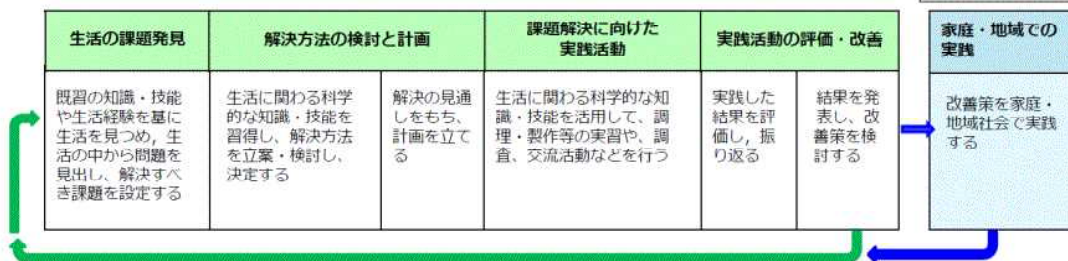 生活の課題発見
解決方法の検討と計画
課題解決に向けた
実践活動
実践活動の評価・改善
家庭・地域での
実践
既習の知識・技能
や生活経験を基に
生活を見つめ,生
活の中から問題を
見出し、解決すべ
き課題を設定する
生活に関わる科学
的な知識・技能を
習得し、解決方法
を立案・検討し、
決定する
解決の見通
しをもち、
計画を立て
る
生活に関わる科学的な知
識・技能を活用して、調
理・製作等の実習や、調
査、交流活動などを行う
実践した
結果を評
価し,振
り返る
結果を発
表し、改
善策を検
討する
改善策を家庭・
地域社会で実践
する